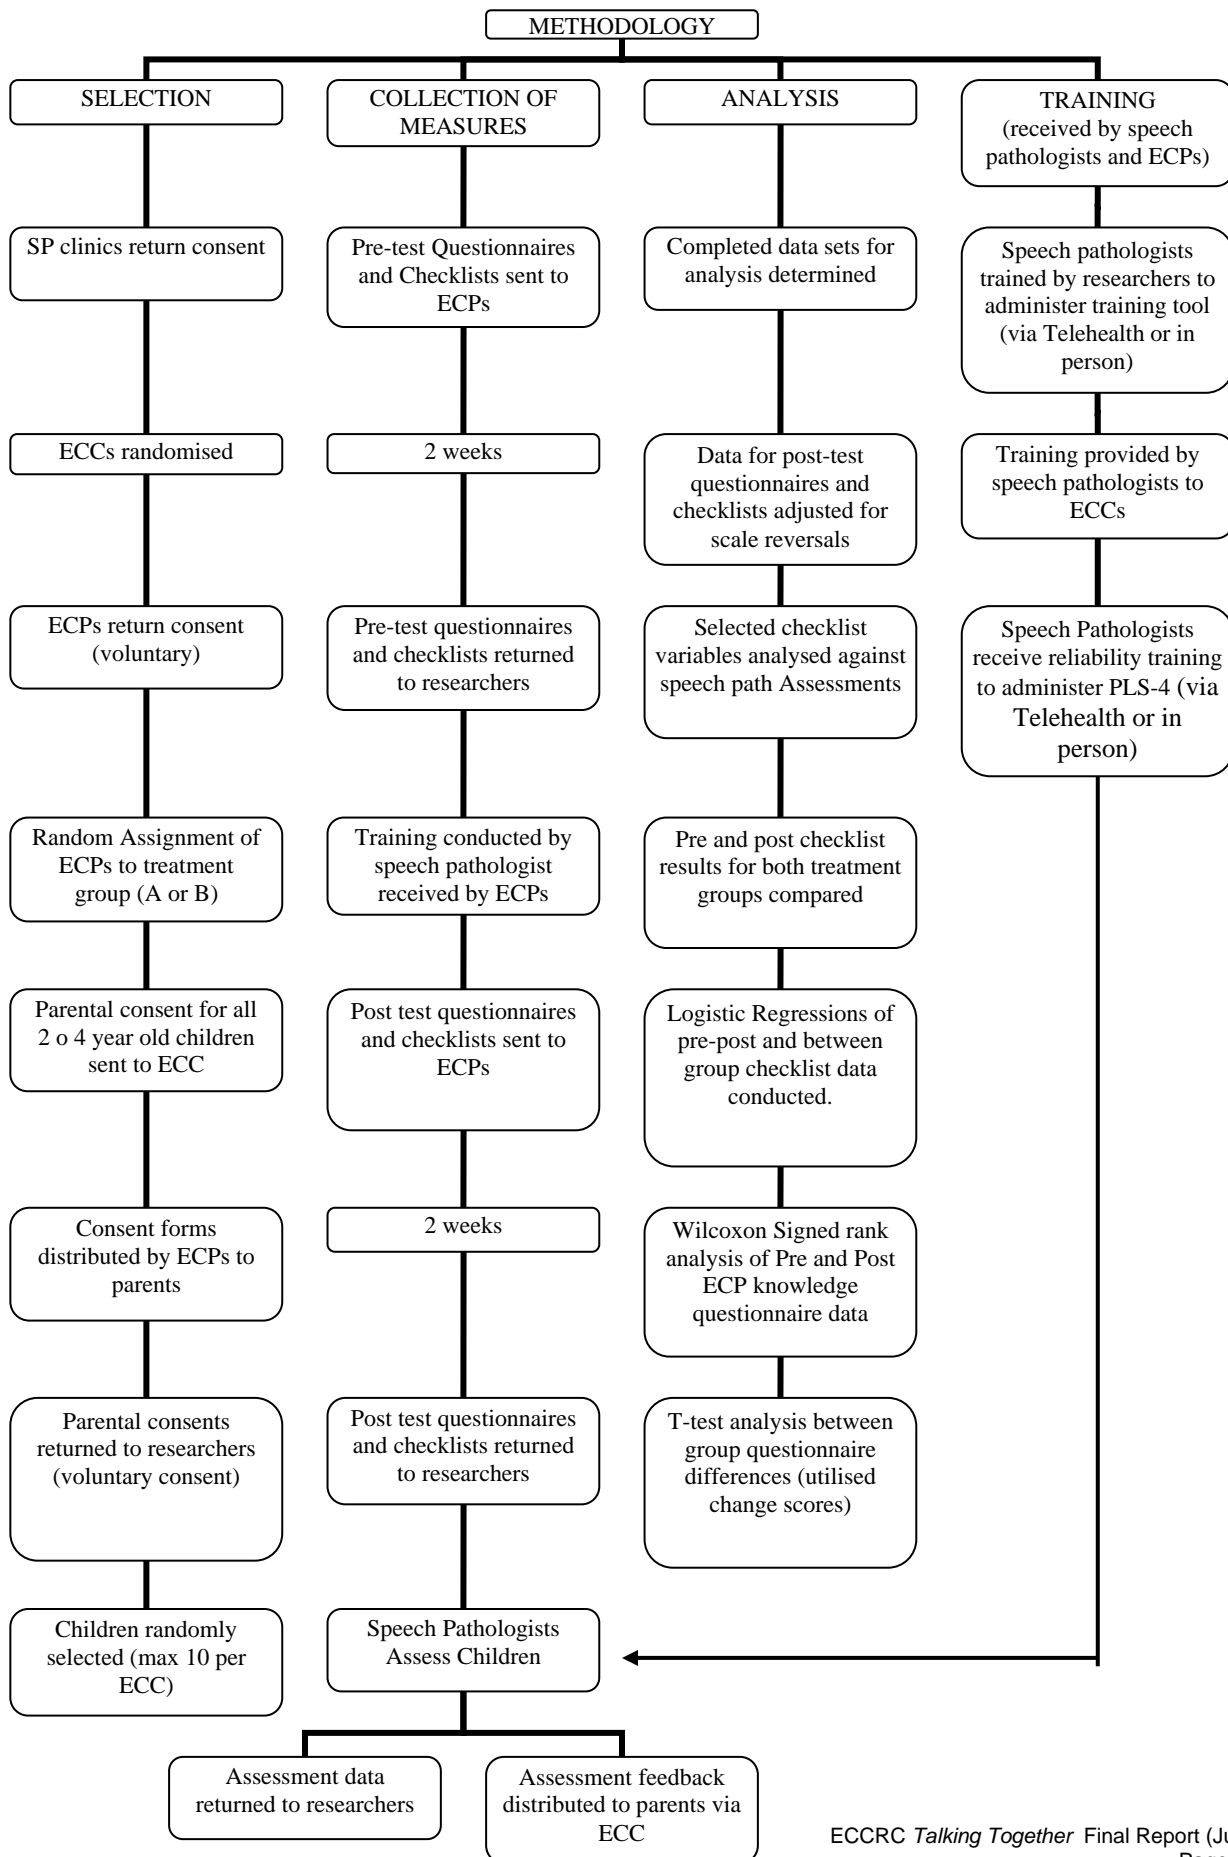 METHODOLOGY
SELECTION
SP clinics return consent
ECCs randomised
ECPs return consent
(voluntary)
Random Assignment of
ECPs to treatment
group (A or B)
Parental consent for all
2 o 4 year old children
sent to ECC
Consent forms
distributed by ECPs to
parents
Parental consents
returned to researchers
(voluntary consent)
Children randomly
selected (max 10 per
ECC)
COLLECTION OF
MEASURES
Pre-test Questionnaires
and Checklists sent to
ECPs
2 weeks
Pre-test questionnaires
and checklists returned
to researchers
Training conducted by
speech pathologist
received by ECPs
Post test questionnaires
and checklists sent to
ECPs
2 weeks
Post test questionnaires
and checklists returned
to researchers
Speech Pathologists
Assess Children
Assessment data
returned to researchers
Assessment feedback
distributed to parents via
ECC
ANALYSIS
Completed data sets for
analysis determined
Data for post-test
questionnaires and
checklists adjusted for
scale reversals
Selected checklist
variables analysed against
speech path Assessments
Pre and post checklist
results for both treatment
groups compared
Logistic Regressions of
pre-post and between
group checklist data
conducted.
Wilcoxon Signed rank
analysis of Pre and Post
ECP knowledge
questionnaire data
T-test analysis between
group questionnaire
differences (utilised
change scores)
TRAINING
(received by speech
pathologists and ECPs)
Speech pathologists
trained by researchers to
administer training tool
(via Telehealth or in
person)
Training provided by
speech pathologists to
ECCs
Speech Pathologists
receive reliability training
to administer PLS-4 (via
Telehealth or in
person)
ECCRC Talking Together Final Report (Ju